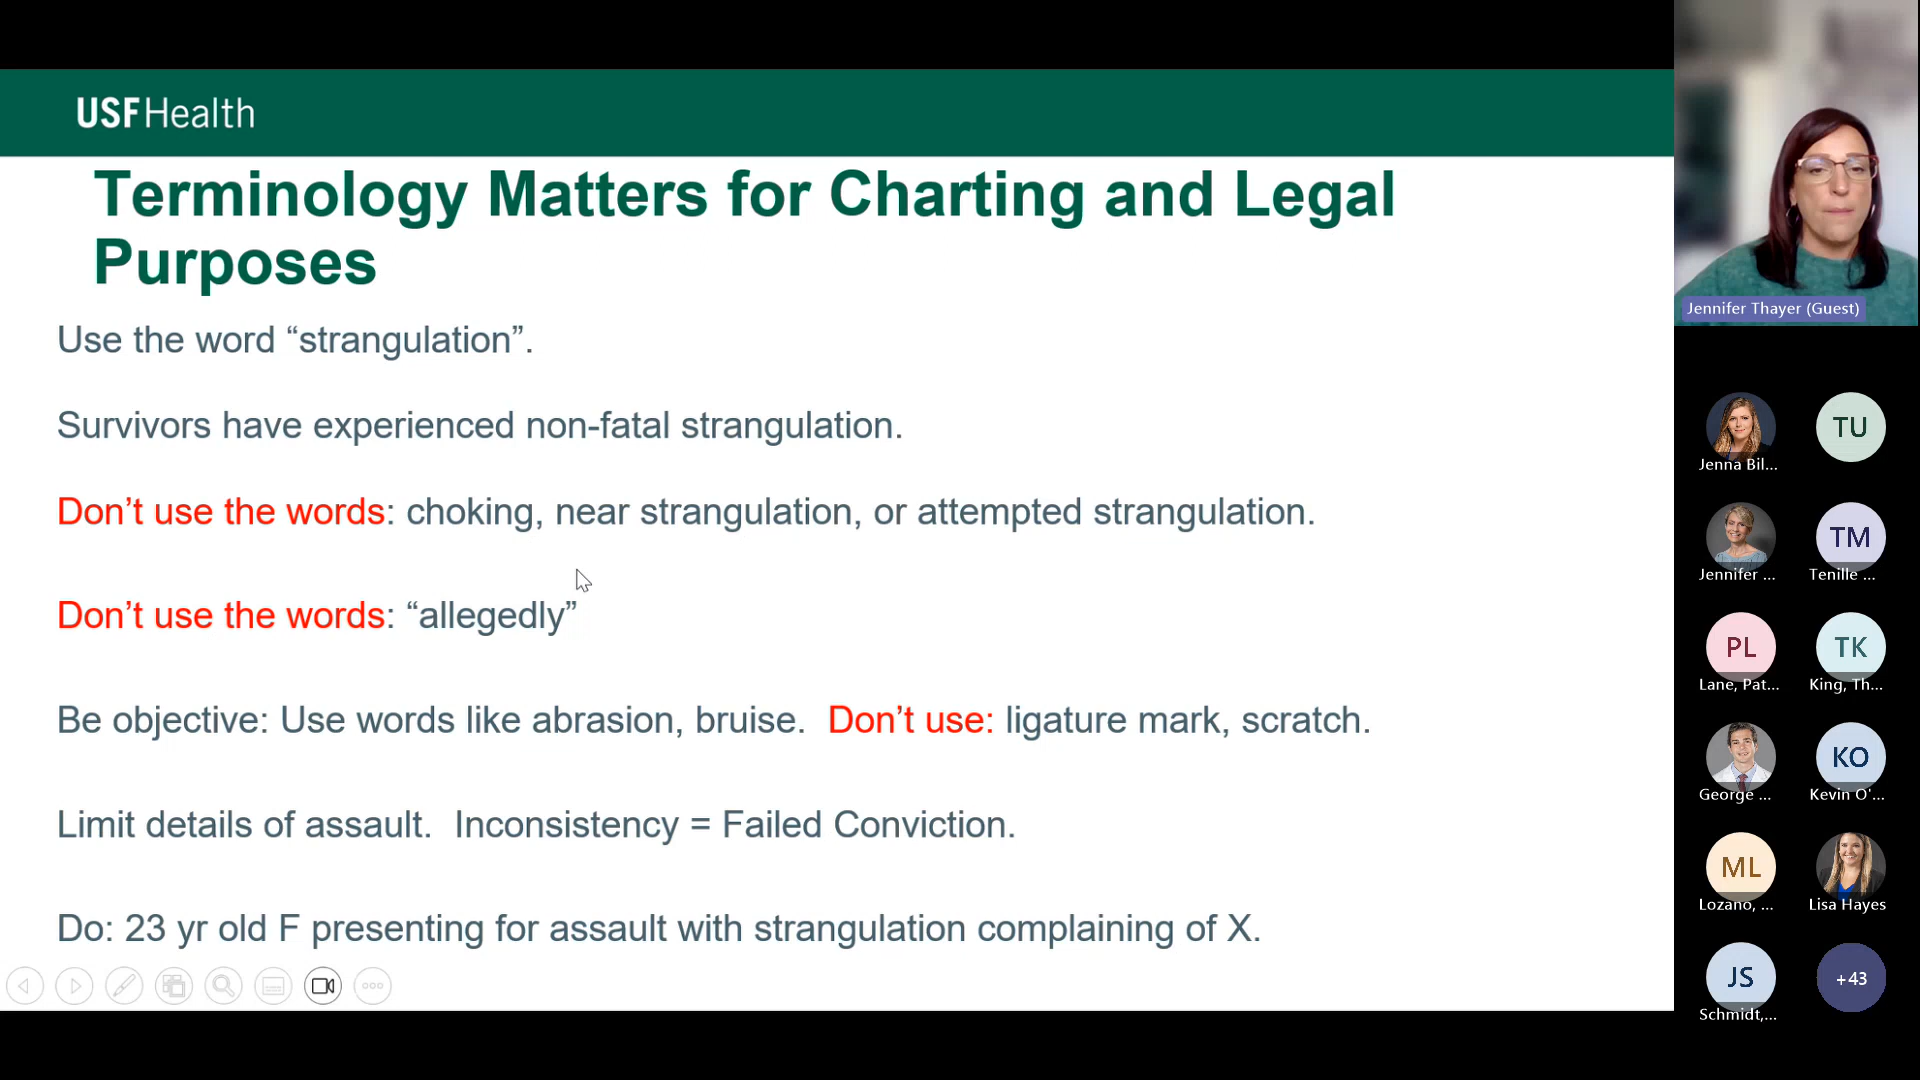 USFHealth
Terminology Matters for Charting and Legal
Purposes
Use the word “strangulation”.
Survivors have experienced non-fatal strangulation.
Don’t use the words: choking, near strangulation, or attempted strangulation.
Don’t use the words: “allegedly”
Be objective: Use words like abrasion, bruise. Don’t use: ligature mark, scratch.
Limit details of assault. Inconsistency = Failed Conviction.
Do: 23 yr old F presenting for assault with strangulation complaining of X.
Jennifer Thayer (Guest)
Jenna Bil...
TU
Jennifer ...
TM
Tenille ...
PL
Lane, Pat...
TK
King, Th...
George ...
KO
Kevin O'...
ML
Lozano, ...
Lisa Hayes
JS
Schmidt,...
+43